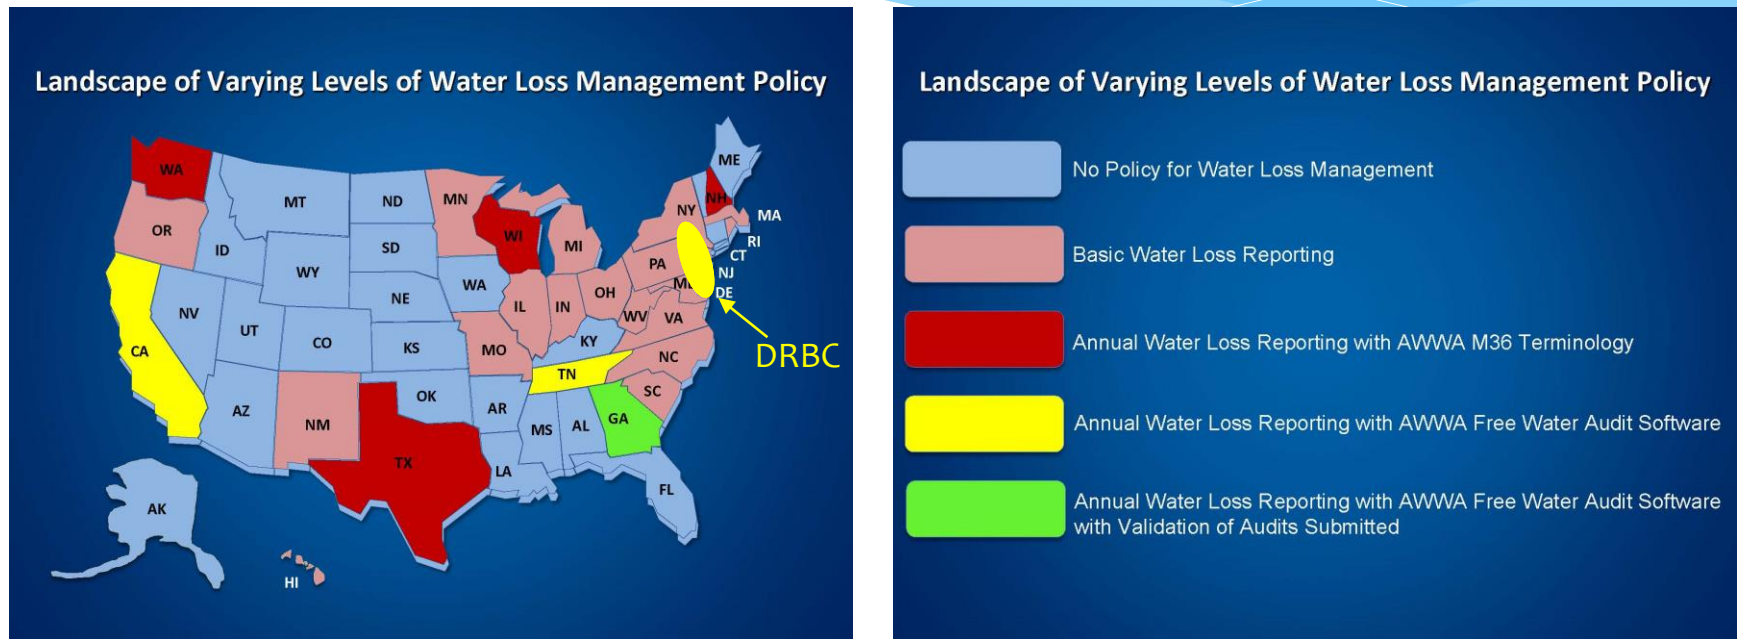 Landscape of Varying Levels of Water Loss Management Policy
WA
MT
ND
MN
ME
NH
NY
MA
OR
ID
SD
WI
MI
RI
CT
WY
PA
NJ
WA
NE
IL
IN
OH
DE
NV
UT
CO
KS
MO
KY
WV
VA
DRBC
CA
NC
TN
SC
AZ
NM
OK
AR
MS
AL
GA
TX
LA
FL
AK
HI
Landscape of Varying Levels of Water Loss Management Policy
No Policy for Water Loss Management
Basic Water Loss Reporting
Annual Water Loss Reporting with AWWA M36 Terminology
Annual Water Loss Reporting with AWWA Free Water Audit Software
Annual Water Loss Reporting with AWWA Free Water Audit Software
with Validation of Audits Submitted